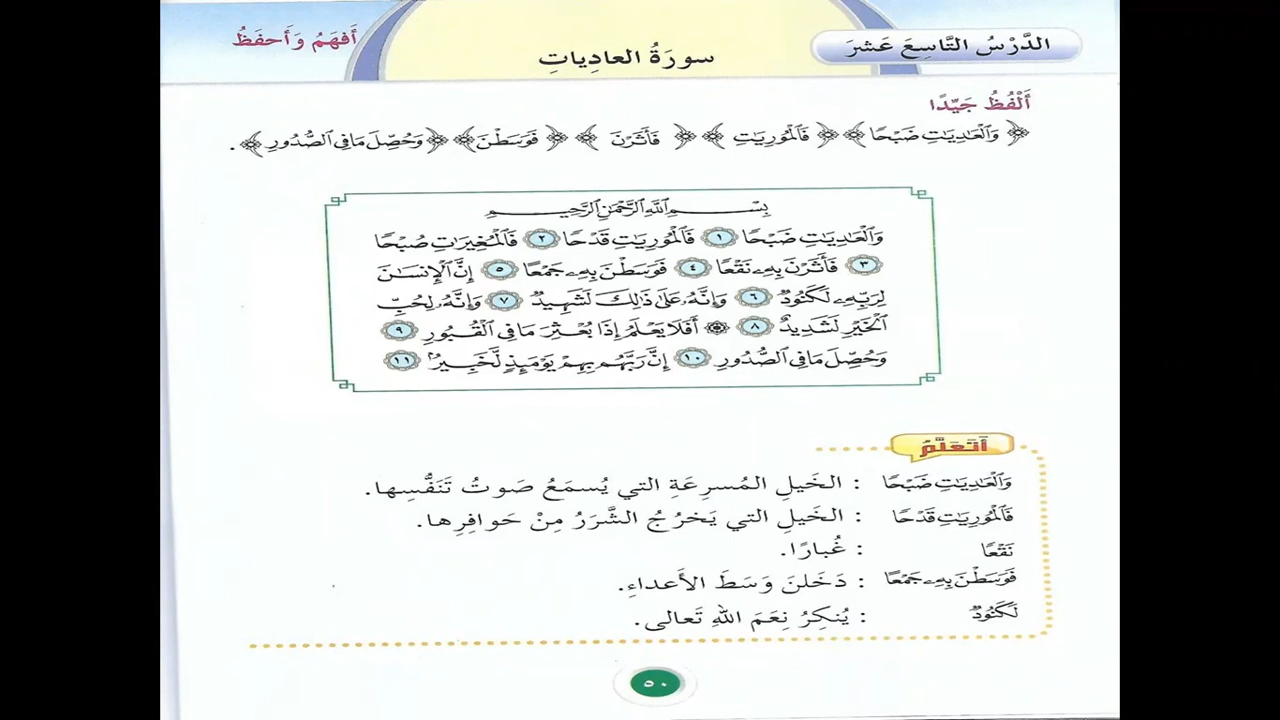 الدَّرْسُ التَّاسِعَ عَشَرَ
سورَةُ العادِياتِ
أَفهَمُ وَأَحفَظُ
أَلْفُظُ جَيِّدًا
﴿ وَٱلْعَٰدِيَٰتِ ضَبْحًا ﴾ ﴿ فَٱلْمُورِيَٰتِ ﴾ ﴿ فَأَثَرْنَ ﴾ ﴿ فَوَسَطْنَ ﴾ ﴿ وَحُصِّلَ مَا فِي ٱلصُّدُورِ ﴾ .
بِسْمِ ٱللَّهِ ٱلرَّحْمَٰنِ ٱلرَّحِيمِ
وَٱلْعَٰدِيَٰتِ ضَبْحًا ١ فَٱلْمُورِيَٰتِ قَدْحًا ٢ فَٱلْمُغِيرَٰتِ صُبْحًا
٣ فَأَثَرْنَ بِهِۦ نَقْعًا ٤ فَوَسَطْنَ بِهِۦ جَمْعًا ٥ إِنَّ ٱلْإِنسَٰنَ
لِرَبِّهِۦ لَكَنُودٌ ٦ وَإِنَّهُۥ عَلَىٰ ذَٰلِكَ لَشَهِيدٌ ٧ وَإِنَّهُۥ لِحُبِّ
ٱلْخَيْرِ لَشَدِيدٌ ٨ ۞ أَفَلَا يَعْلَمُ إِذَا بُعْثِرَ مَا فِي ٱلْقُبُورِ ٩
وَحُصِّلَ مَا فِي ٱلصُّدُورِ ١٠ إِنَّ رَبَّهُم بِهِمْ يَوْمَئِذٍ لَّخَبِيرٌۢ ١١
أَتَعَلَّمُ
وَٱلْعَٰدِيَٰتِ ضَبْحًا : الخَيلِ المُسرِعَةِ التي يُسمَعُ صَوتُ تَنَفُّسِها.
فَٱلْمُورِيَٰتِ قَدْحًا : الخَيلِ التي يَخرُجُ الشَّرَرُ مِنْ حَوافِرِها.
نَقْعًا : غُبارًا.
فَوَسَطْنَ بِهِۦ جَمْعًا : دَخَلنَ وَسَطَ الأَعداءِ.
لَكَنُودٌ : يُنكِرُ نِعَمَ اللهِ تَعالى.
٥٠